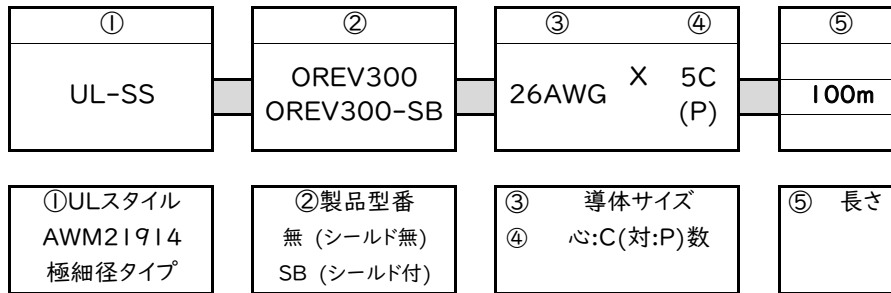 ① ② ③ ④ ⑤
UL-SS
OREV300
OREV300-SB
26AWG X 5C
(P)
100m
①ULスタイル
AWM21914
極細径タイプ
②製品型番
無 (シールド無)
SB (シールド付)
③ 導体サイズ
④ 心:C(対:P)数
⑤ 長さ